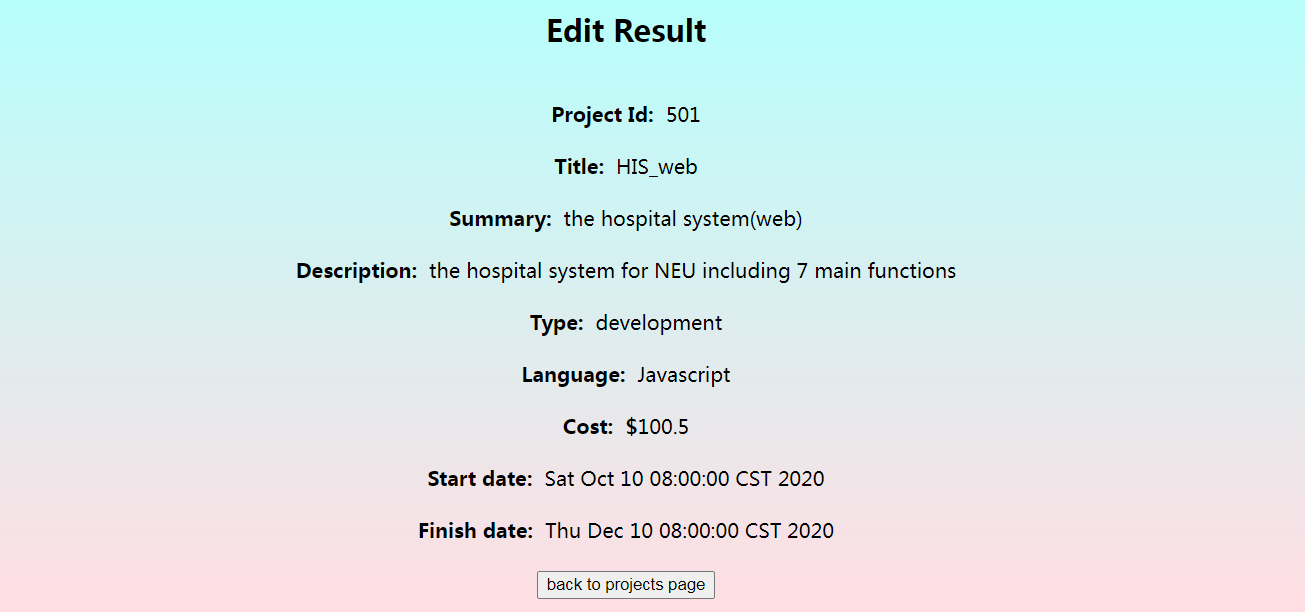 Edit Result
Project Id: 501
Title: HIS_web
Summary: the hospital system(web)
Description: the hospital system for NEU including 7 main functions
Type: development
Language: Javascript
Cost: $100.5
Start date: Sat Oct 10 08:00:00 CST 2020
Finish date: Thu Dec 10 08:00:00 CST 2020
back to projects page